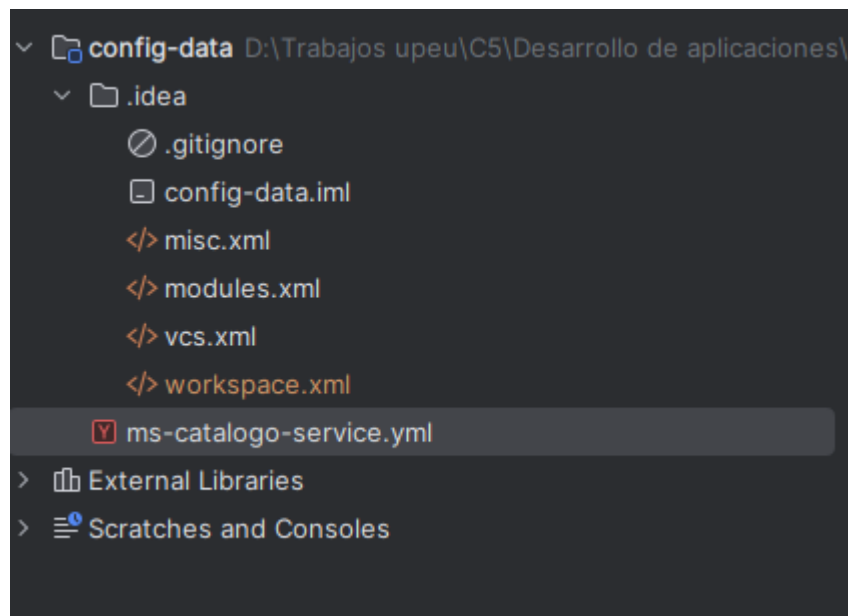 config-data D:\Trabajos upeu\C5\Desarrollo de aplicaciones\
.idea
.gitignore
config-data.iml
misc.xml
modules.xml
vcs.xml
workspace.xml
ms-catalogo-service.yml
External Libraries
Scratches and Consoles